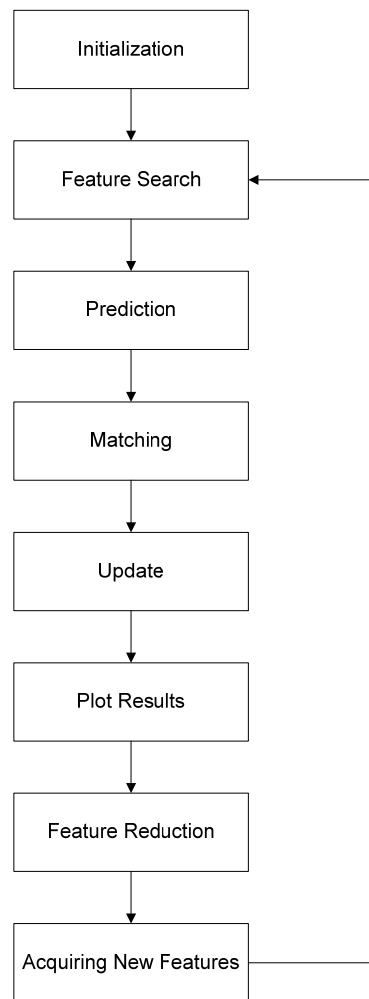 Initialization
Feature Search
Prediction
Matching
Update
Plot Results
Feature Reduction
Acquiring New Features